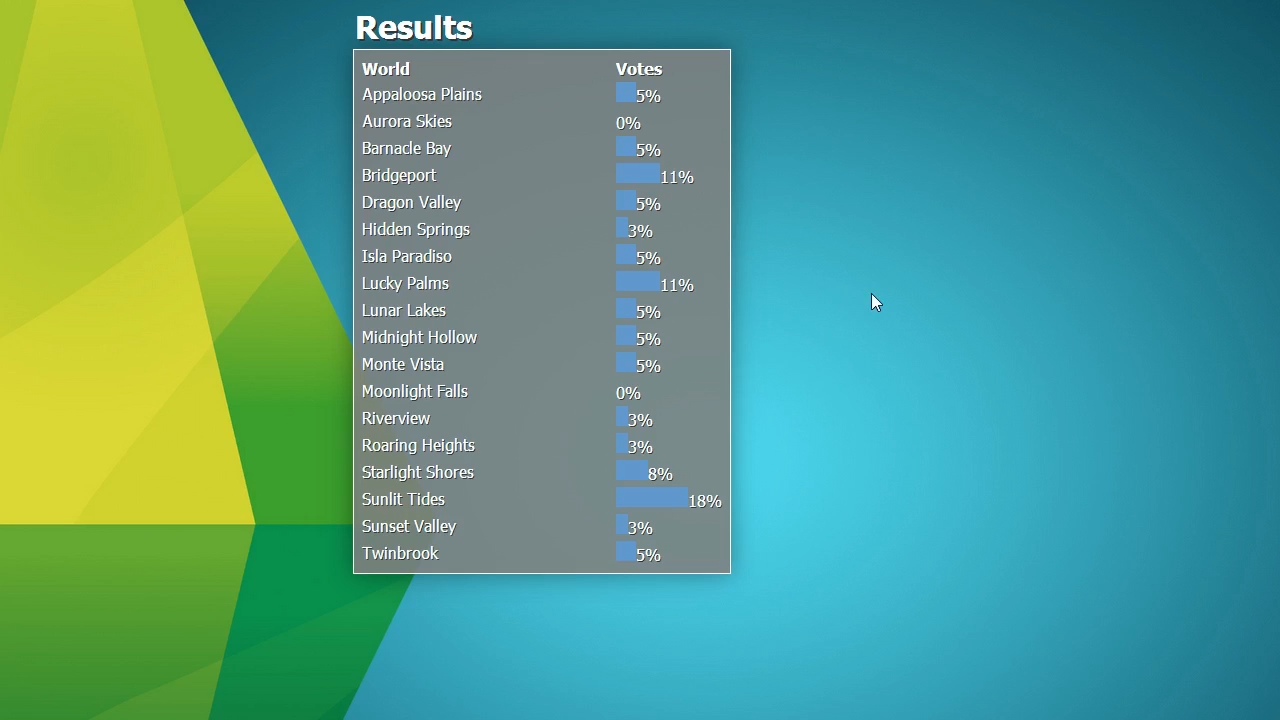 Results
World Votes
Appaloosa Plains 5%
Aurora Skies 0%
Barnacle Bay 5%
Bridgeport 11%
Dragon Valley 5%
Hidden Springs 3%
Isla Paradiso 5%
Lucky Palms 11%
Lunar Lakes 5%
Midnight Hollow 5%
Monte Vista 5%
Moonlight Falls 0%
Riverview 3%
Roaring Heights 3%
Starlight Shores 8%
Sunlit Tides 18%
Sunset Valley 3%
Twinbrook 5%